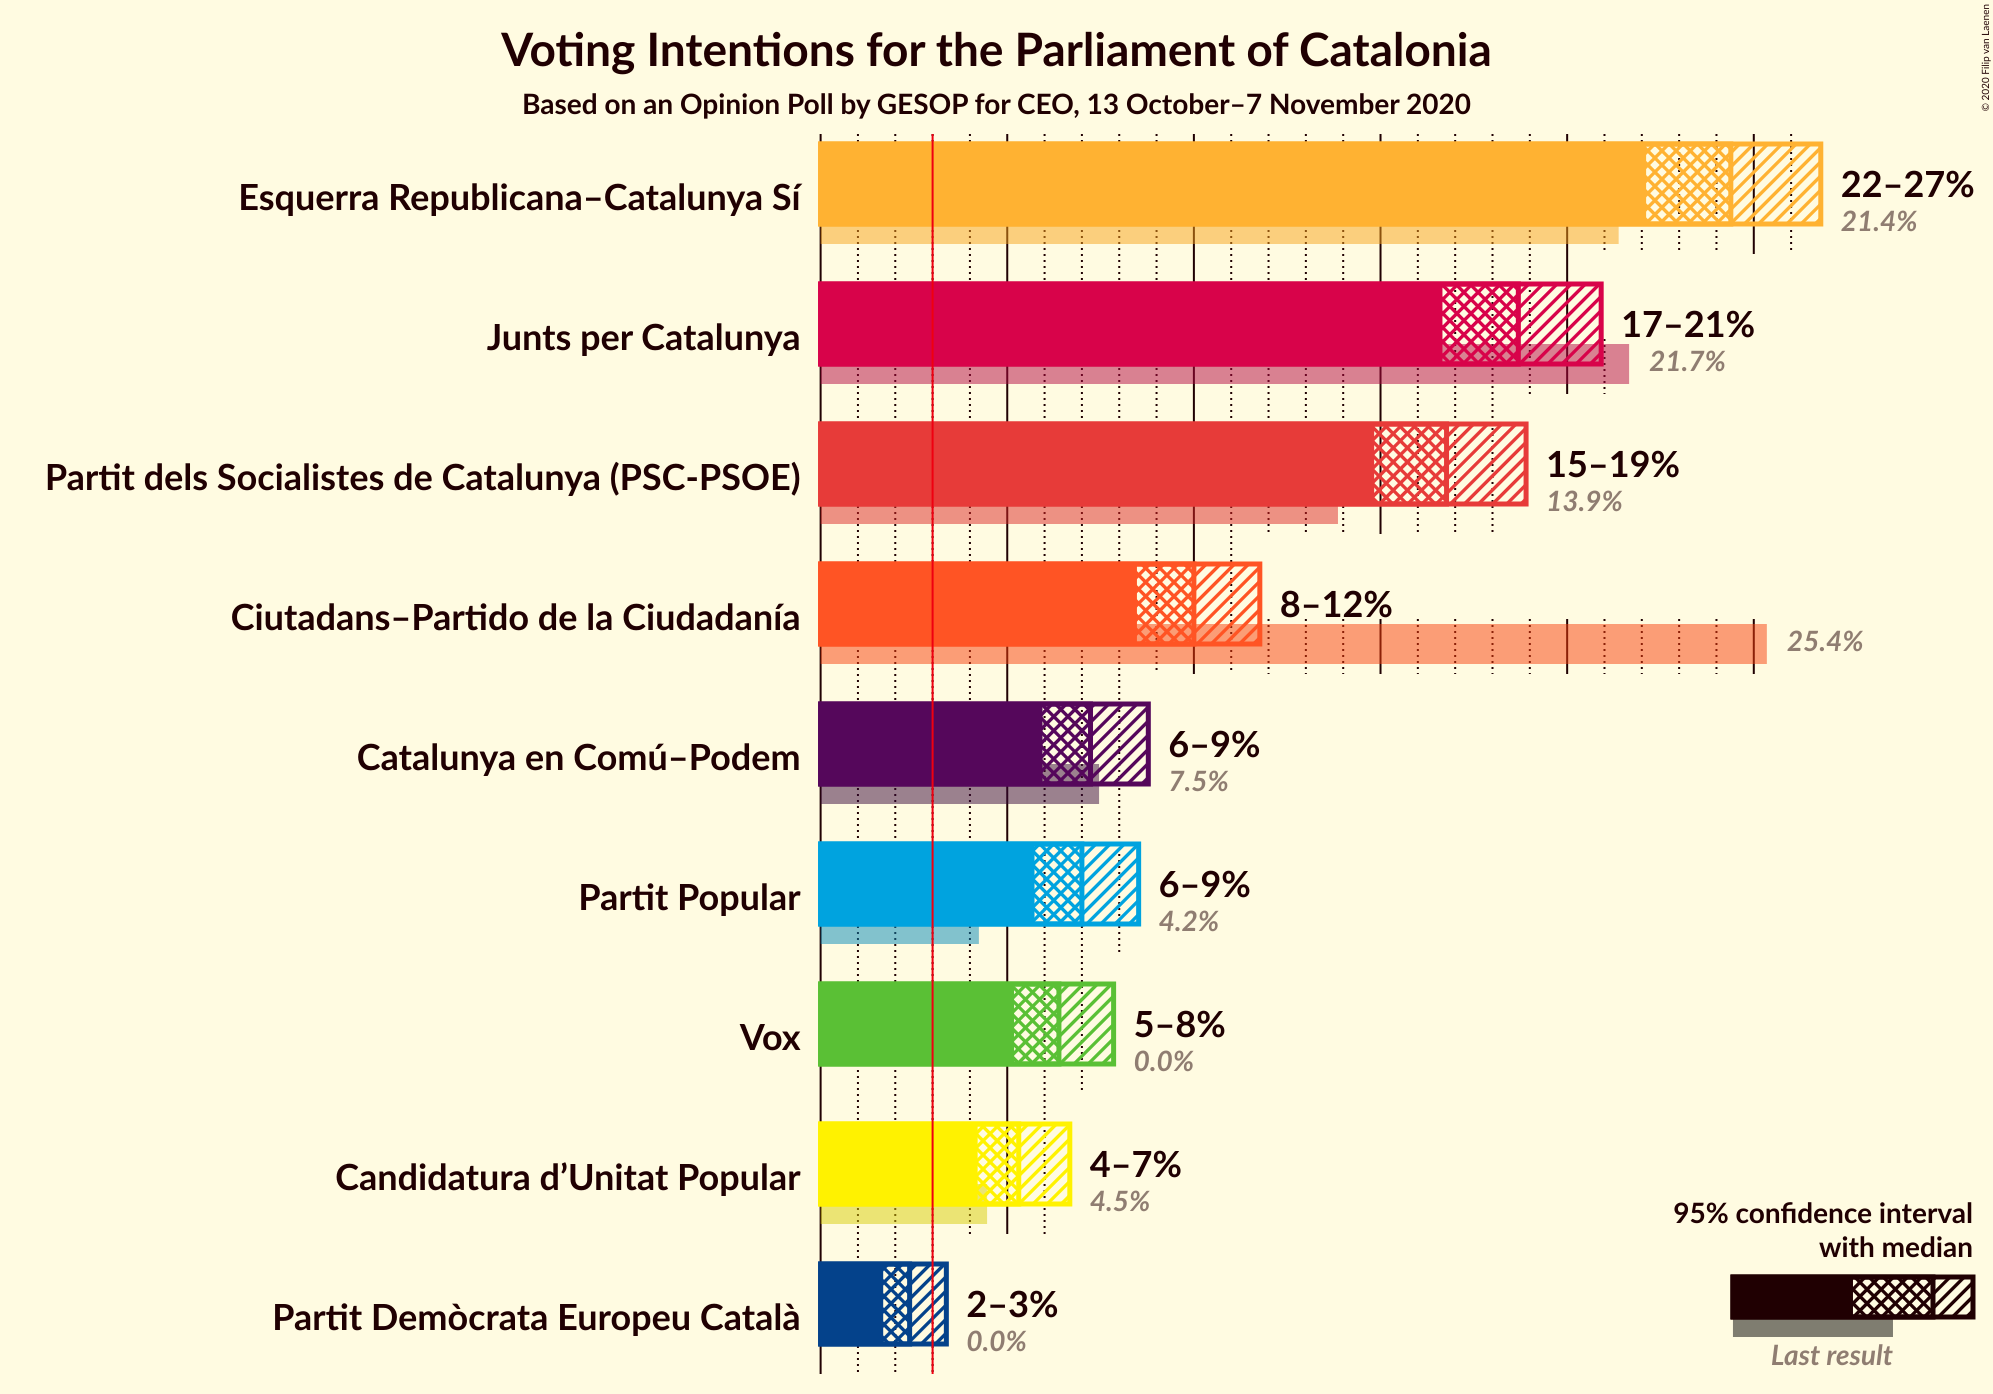 Voting Intentions for the Parliament of Catalonia
Based on an Opinion Poll by GESOP for CEO, 13 October–7 November 2020
© 2020 Filip van Laenen
Esquerra Republicana–Catalunya Sí
22–27%
21.4%
Junts per Catalunya
17–21%
21.7%
Partit dels Socialistes de Catalunya (PSC-PSOE)
15–19%
13.9%
Ciutadans–Partido de la Ciudadanía
8–12%
25.4%
Catalunya en Comú–Podem
6–9%
7.5%
Partit Popular
6–9%
4.2%
Vox
5–8%
0.0%
Candidatura d’Unitat Popular
4–7%
4.5%
Partit Demòcrata Europeu Català
2–3%
0.0%
95% confidence interval
with median
Last result